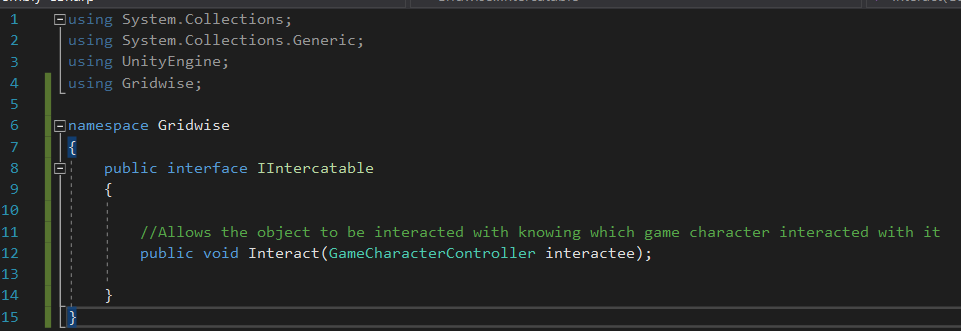 1 using System.Collections;
2 using System.Collections.Generic;
3 using UnityEngine;
4 using Gridwise;
5
6 namespace Gridwise
7 {
8 public interface IIntercatable
9 {
10
11 //Allows the object to be interacted with knowing which game character interacted with it
12 public void Interact(GameCharacterController interactee);
13
14 }
15 }